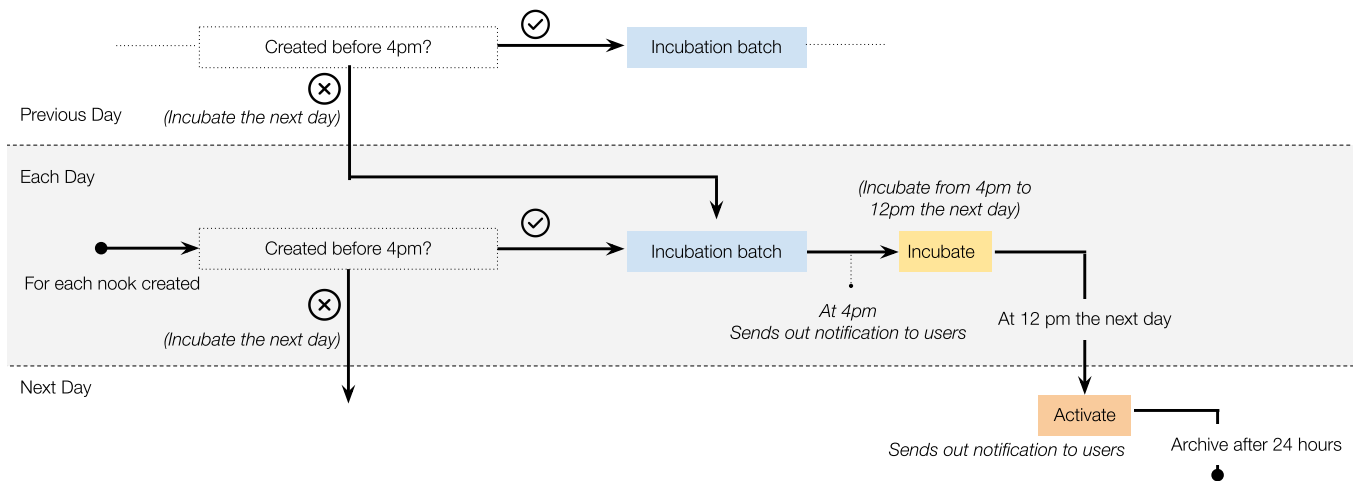 Created before 4pm?
Incubation batch
Previous Day
(Incubate the next day)
Each Day
(Incubate from 4pm to
12pm the next day)
Created before 4pm?
Incubation batch
Incubate
For each nook created
At 4pm
Sends out notification to users
At 12 pm the next day
(Incubate the next day)
Next Day
Activate
Sends out notification to users
Archive after 24 hours